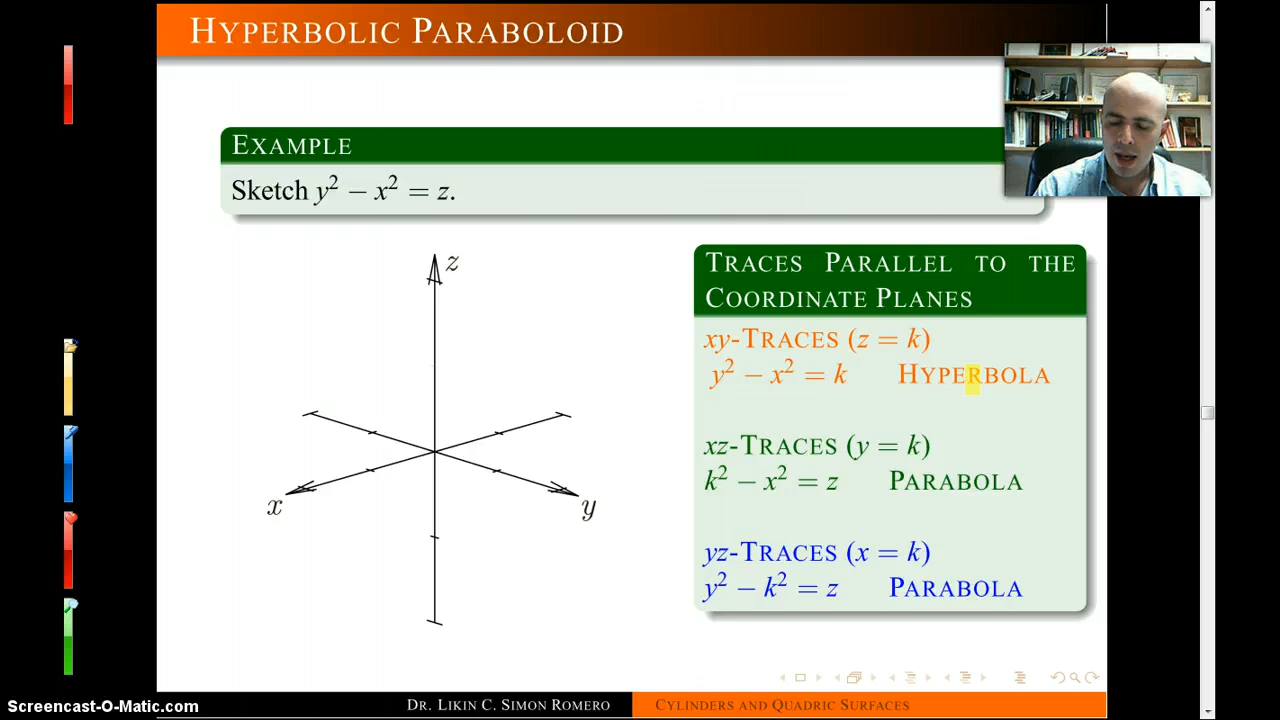 HYPERBOLIC PARABOLOID
EXAMPLE
Sketch y² − x² = z.
z
x
y
TRACES PARALLEL TO THE
COORDINATE PLANES
xy-TRACES (z = k)
y² − x² = k HYPERBOLA
xz-TRACES (y = k)
k² − x² = z PARABOLA
yz-TRACES (x = k)
y² − k² = z PARABOLA
Screencast-O-Matic.com
DR. LIKIN C. SIMON ROMERO
CYLINDERS AND QUADRIC SURFACES